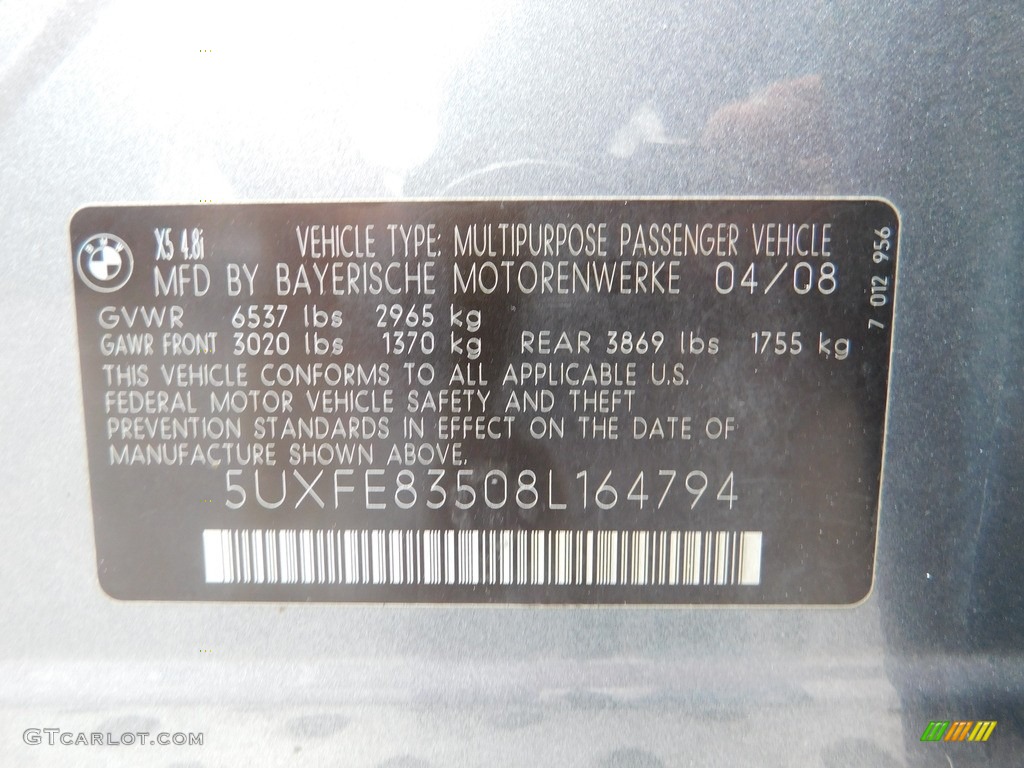 X5 4.8i VEHICLE TYPE: MULTIPURPOSE PASSENGER VEHICLE
BMW
MFD BY BAYERISCHE MOTORENWERKE 04/08
GVWR 6537 lbs 2965 kg
GAWR FRONT 3020 lbs 1370 kg REAR 3869 lbs 1755 kg
THIS VEHICLE CONFORMS TO ALL APPLICABLE U.S.
FEDERAL MOTOR VEHICLE SAFETY AND THEFT
PREVENTION STANDARDS IN EFFECT ON THE DATE OF
MANUFACTURE SHOWN ABOVE.
5UXFE83508L164794
7 012 956
GTCARLOT.COM